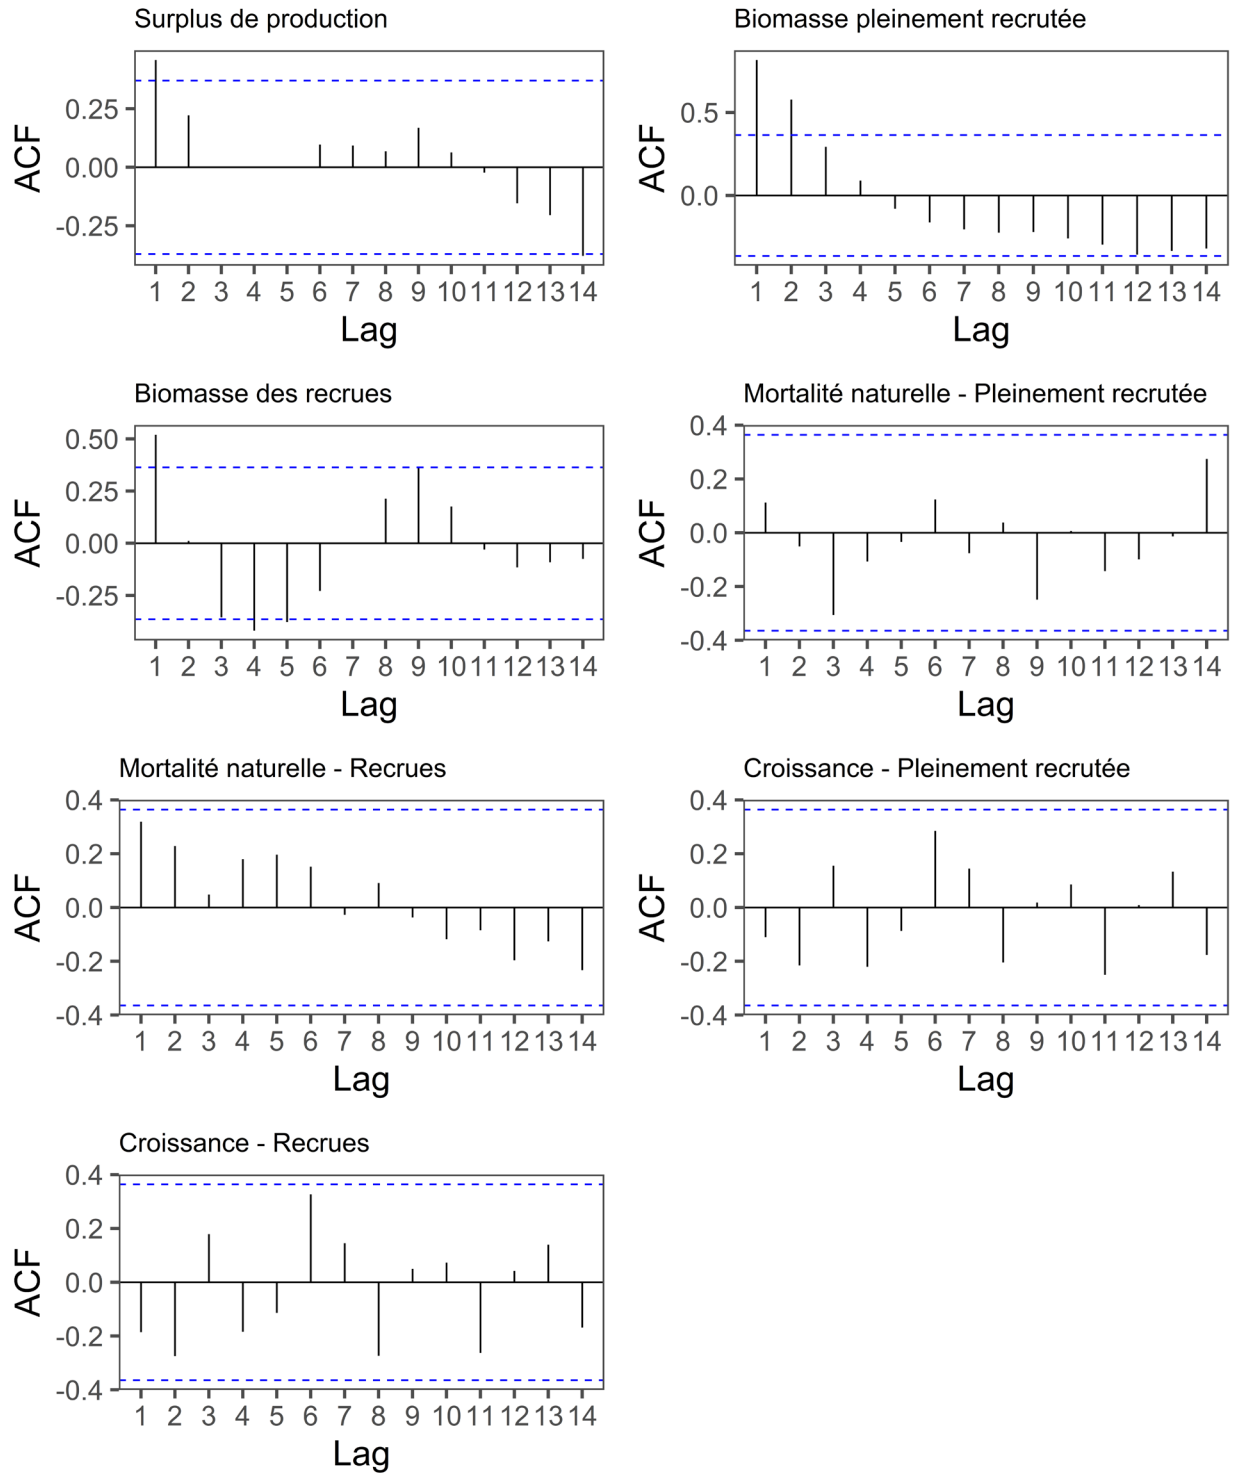 Surplus de production
ACF
0.25
0.00
-0.25
1 2 3 4 5 6 7 8 9 10 11 12 13 14
Lag
Biomasse pleinement recrutée
ACF
0.5
0.0
1 2 3 4 5 6 7 8 9 10 11 12 13 14
Lag
Biomasse des recrues
ACF
0.50
0.25
0.00
-0.25
1 2 3 4 5 6 7 8 9 10 11 12 13 14
Lag
Mortalité naturelle - Pleinement recrutée
ACF
0.4
0.2
0.0
-0.2
-0.4
1 2 3 4 5 6 7 8 9 10 11 12 13 14
Lag
Mortalité naturelle - Recrues
ACF
0.4
0.2
0.0
-0.2
-0.4
1 2 3 4 5 6 7 8 9 10 11 12 13 14
Lag
Croissance - Pleinement recrutée
ACF
0.4
0.2
0.0
-0.2
-0.4
1 2 3 4 5 6 7 8 9 10 11 12 13 14
Lag
Croissance - Recrues
ACF
0.4
0.2
0.0
-0.2
-0.4
1 2 3 4 5 6 7 8 9 10 11 12 13 14
Lag